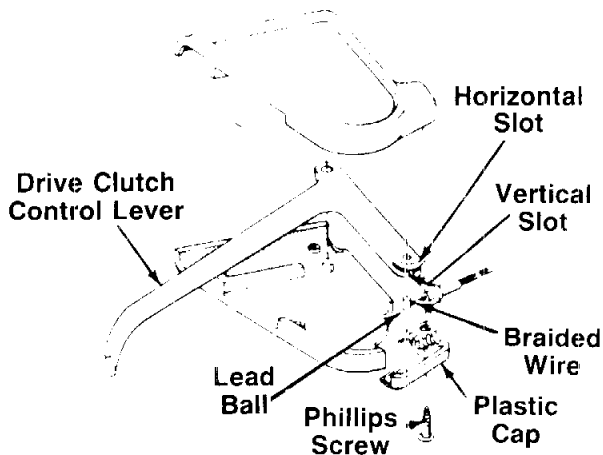 Horizontal
Slot
Drive Clutch
Control Lever
Vertical
Slot
Braided
Wire
Lead
Ball
Plastic
Cap
Phillips
Screw